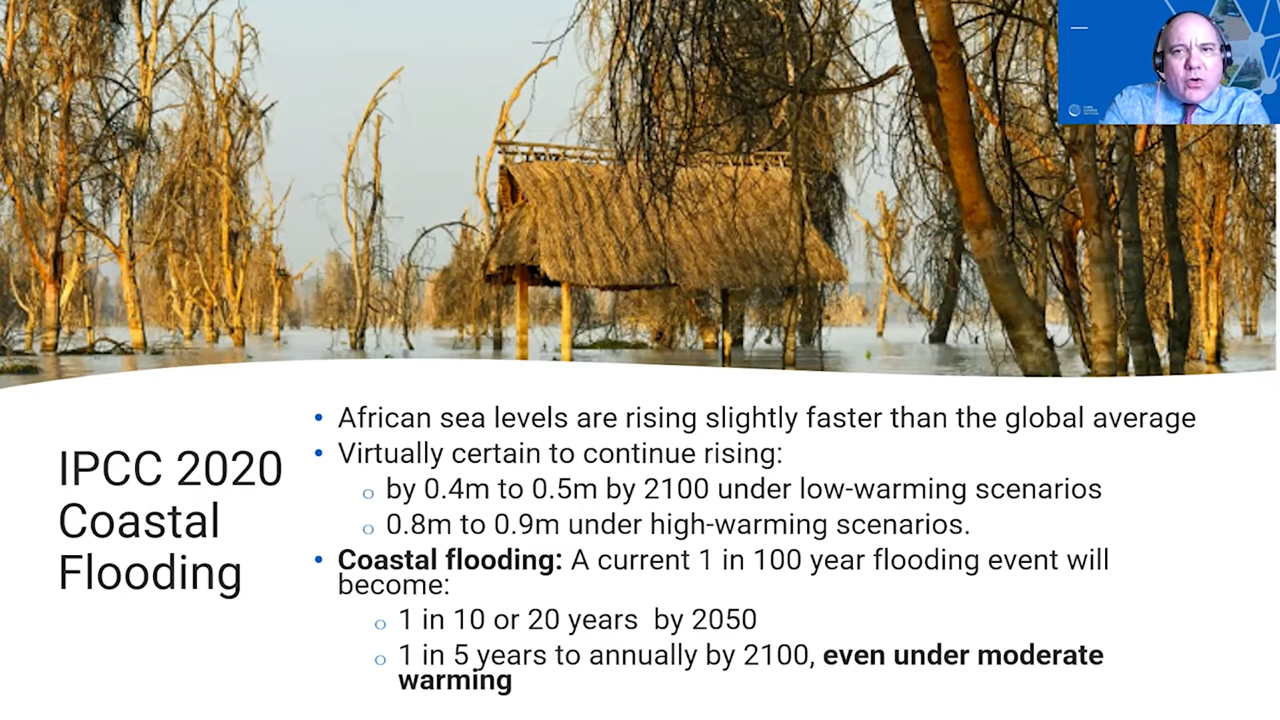 IPCC 2020
Coastal
Flooding
• African sea levels are rising slightly faster than the global average
• Virtually certain to continue rising:
o by 0.4m to 0.5m by 2100 under low-warming scenarios
o 0.8m to 0.9m under high-warming scenarios.
• Coastal flooding: A current 1 in 100 year flooding event will
become:
o 1 in 10 or 20 years by 2050
o 1 in 5 years to annually by 2100, even under moderate
warming